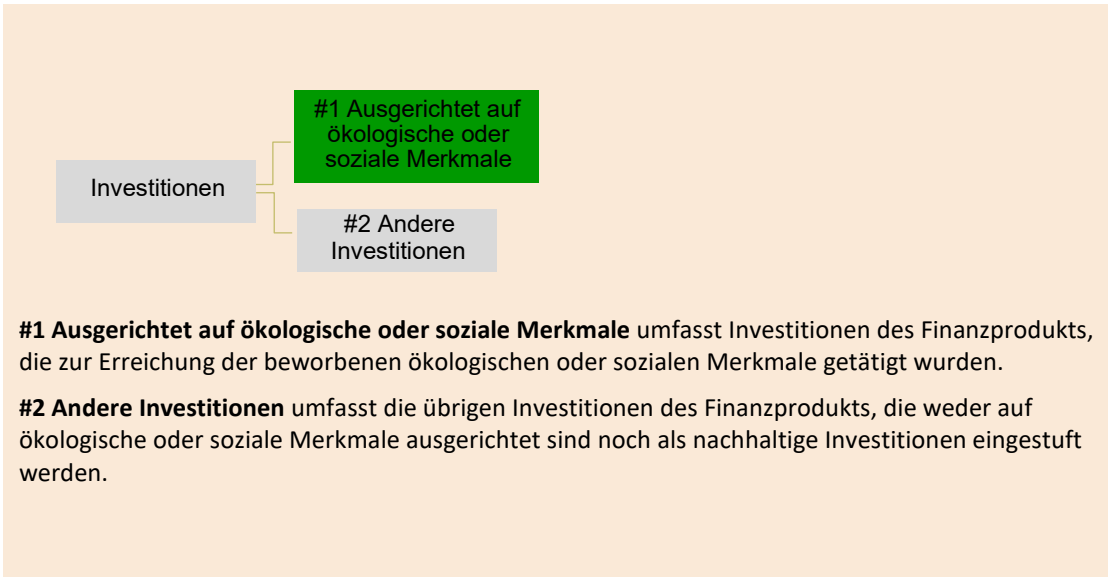 #1 Ausgerichtet auf
ökologische oder
soziale Merkmale
Investitionen
#2 Andere
Investitionen
#1 Ausgerichtet auf ökologische oder soziale Merkmale umfasst Investitionen des Finanzprodukts,
die zur Erreichung der beworbenen ökologischen oder sozialen Merkmale getätigt wurden.
#2 Andere Investitionen umfasst die übrigen Investitionen des Finanzprodukts, die weder auf
ökologische oder soziale Merkmale ausgerichtet sind noch als nachhaltige Investitionen eingestuft
werden.